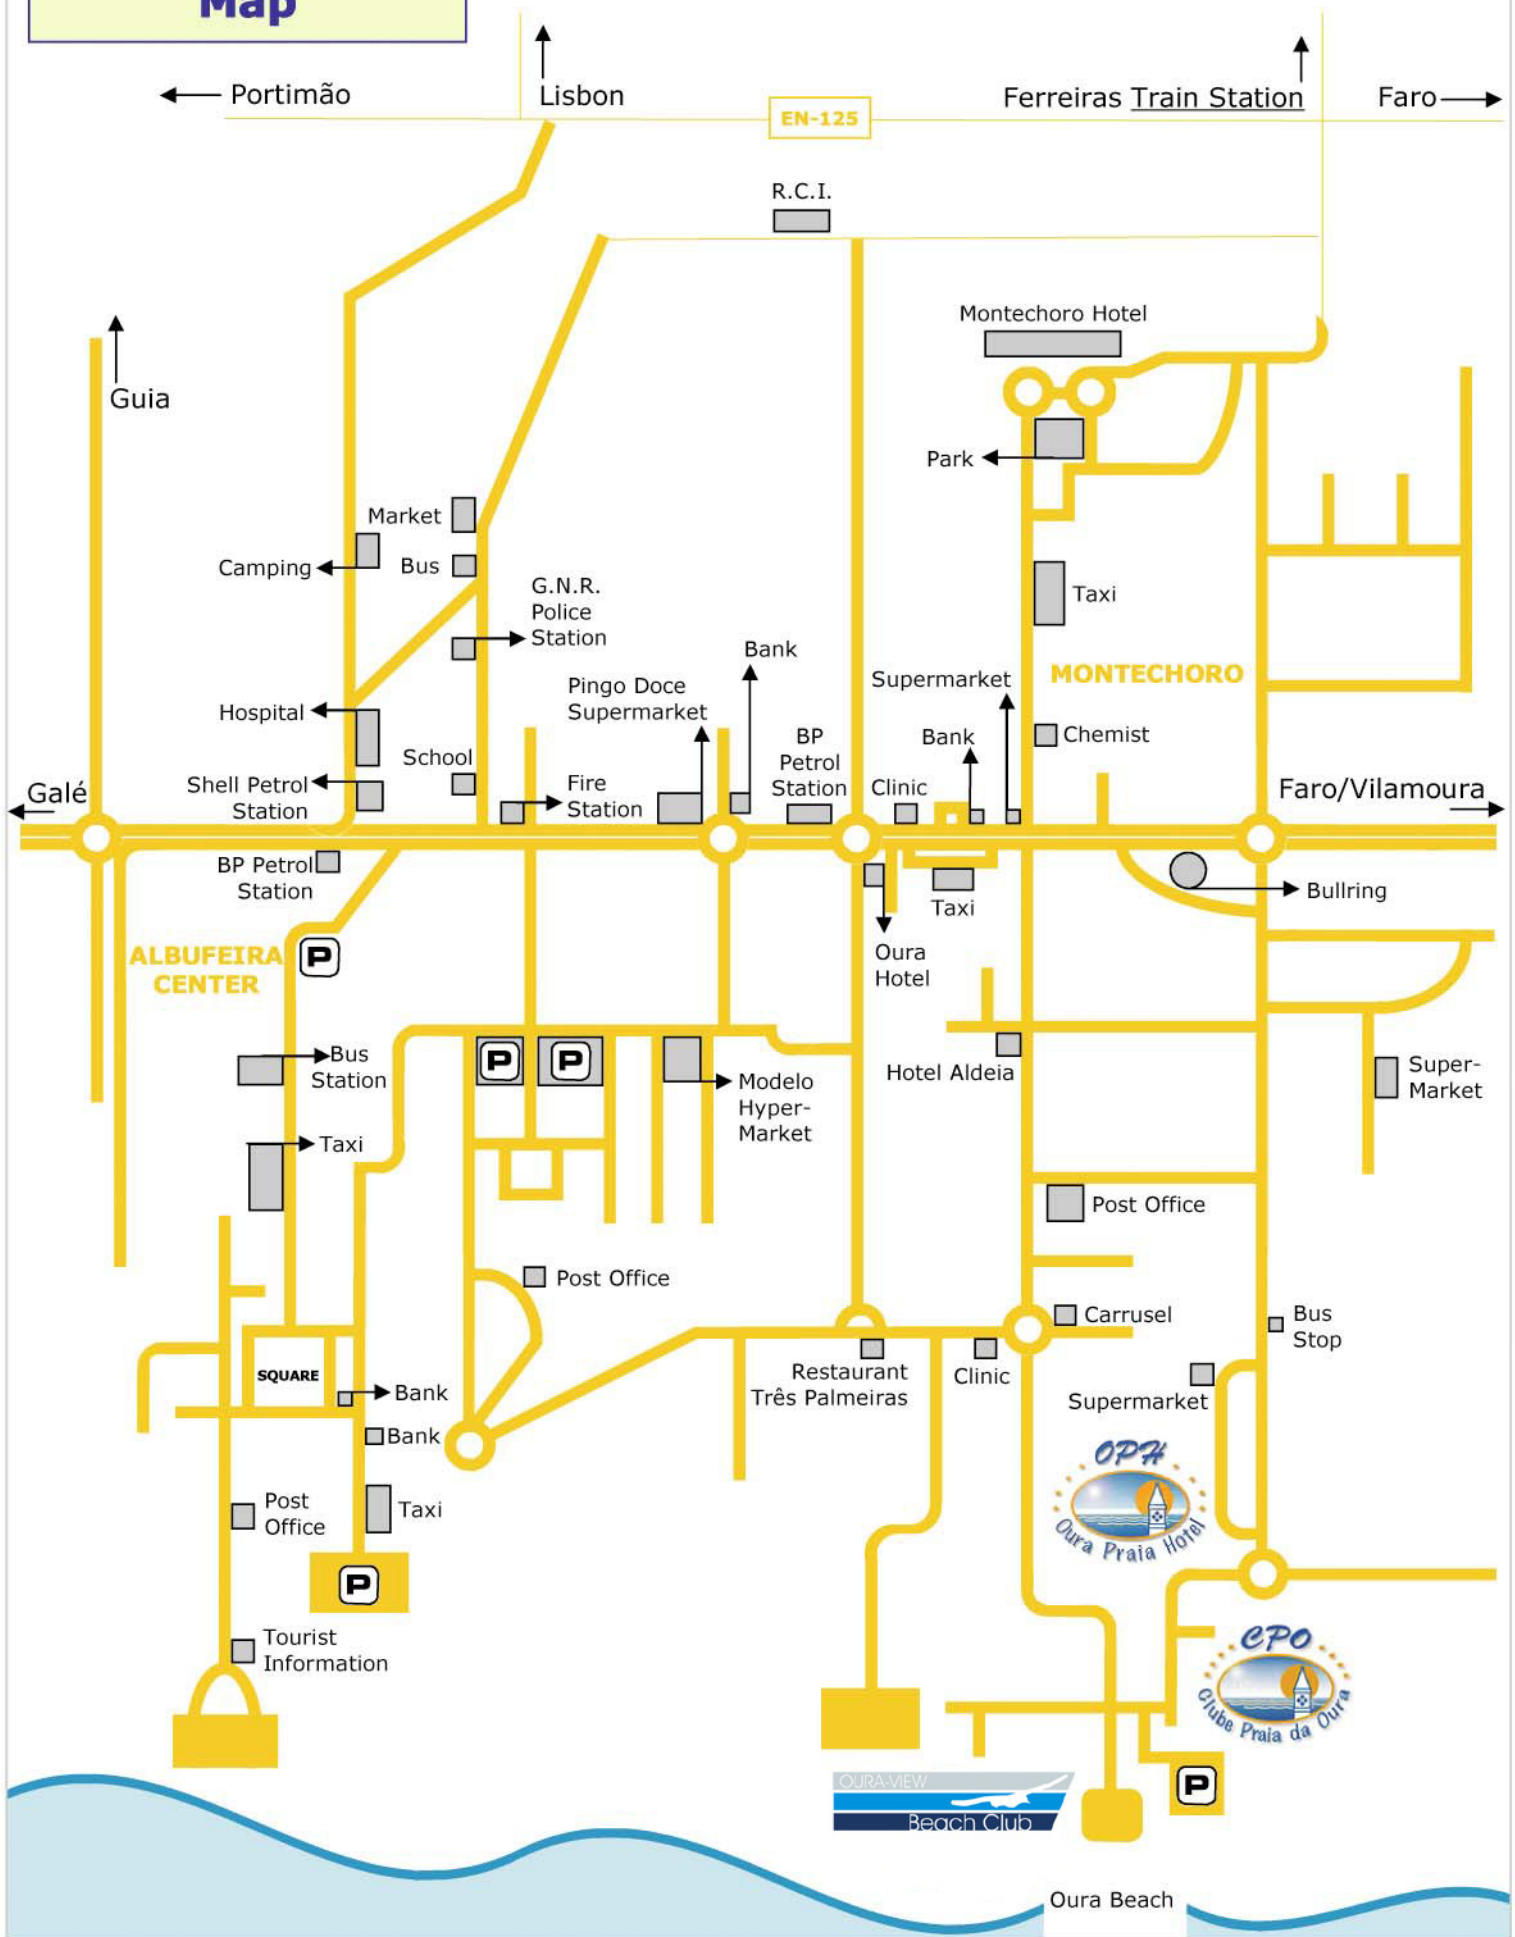 Map
Portimão
Lisbon
Ferreiras Train Station
Faro
EN-125
R.C.I.
Montechoro Hotel
Guia
Park
Market
Camping
Bus
G.N.R.
Police
Station
Taxi
Bank
MONTECHORO
Supermarket
Pingo Doce
Supermarket
Hospital
Chemist
BP
Petrol
Station
Bank
School
Shell Petrol
Station
Fire
Station
Clinic
Galé
Faro/Vilamoura
BP Petrol
Station
Bullring
Taxi
ALBUFEIRA
CENTER
P
Oura
Hotel
Bus
Station
P
P
Hotel Aldeia
Super-
Market
Modelo
Hyper-
Market
Taxi
Post Office
Post Office
Carrusel
Bus
Stop
SQUARE
Restaurant
Três Palmeiras
Clinic
Bank
Supermarket
Bank
OPH
Oura Praia Hotel
Post
Office
Taxi
P
Tourist
Information
CPO
Clube Praia da Oura
OURA-VIEW
Beach Club
P
Oura Beach